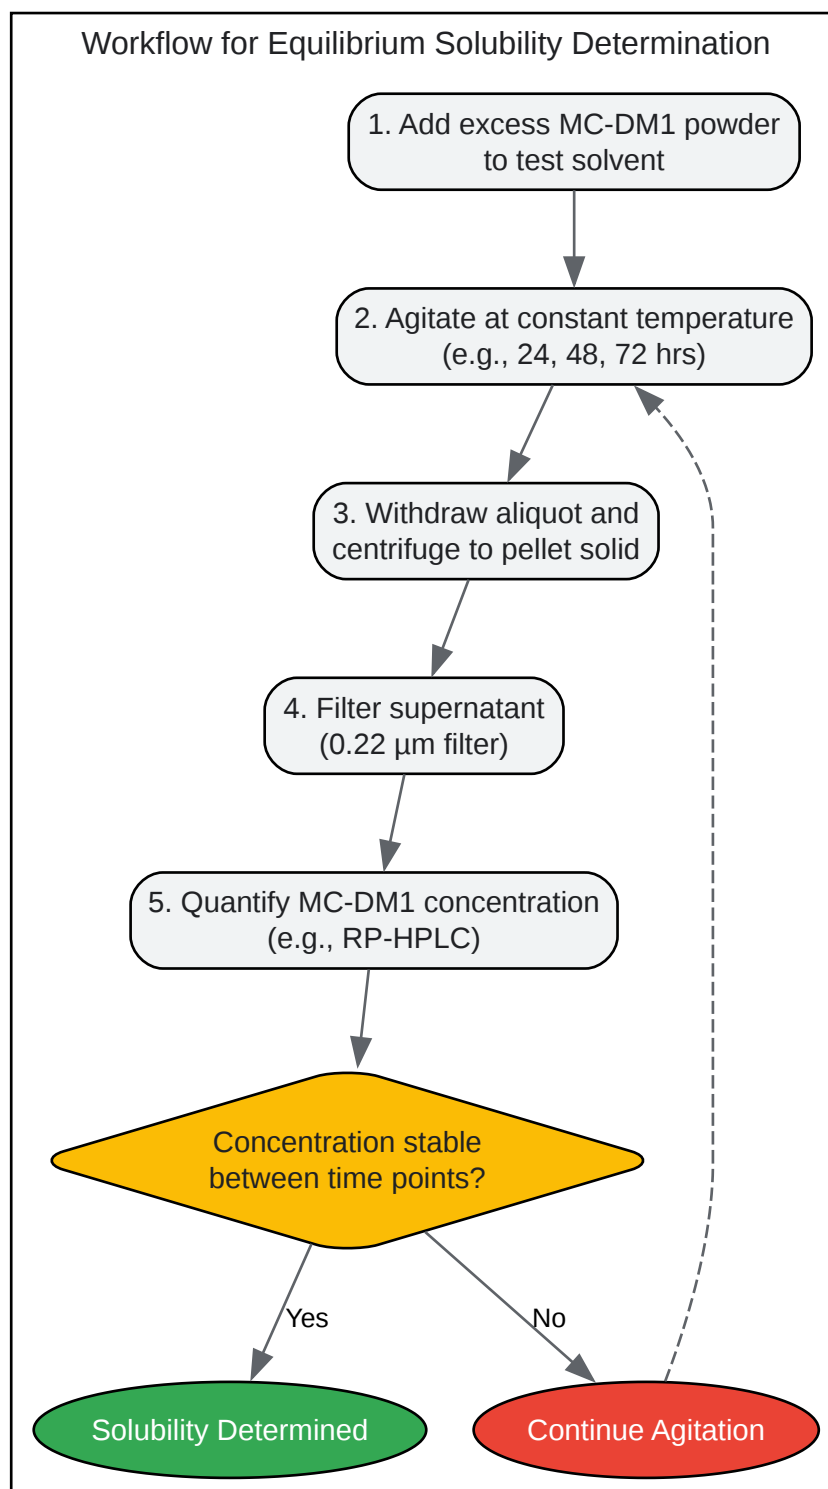 Workflow for Equilibrium Solubility Determination
1. Add excess MC-DM1 powder
to test solvent
2. Agitate at constant temperature
(e.g., 24, 48, 72 hrs)
3. Withdraw aliquot and
centrifuge to pellet solid
4. Filter supernatant
(0.22 µm filter)
5. Quantify MC-DM1 concentration
(e.g., RP-HPLC)
Concentration stable
between time points?
Yes
No
Solubility Determined
Continue Agitation